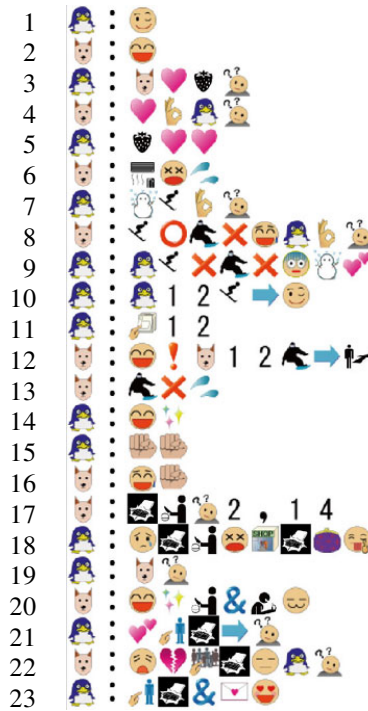 1 :
2 :
3 : ? ?
4 : ? ?
5 :
6 :
7 : ? ?
8 : ? ?
9 :
10 : 1 2
11 : 1 2
12 : ! 1 2
13 :
14 :
15 :
16 :
17 : ? ? 2 , 1 4
18 : SHOP
19 : ? ?
20 : &
21 : ? ?
22 : ? ?
23 : &